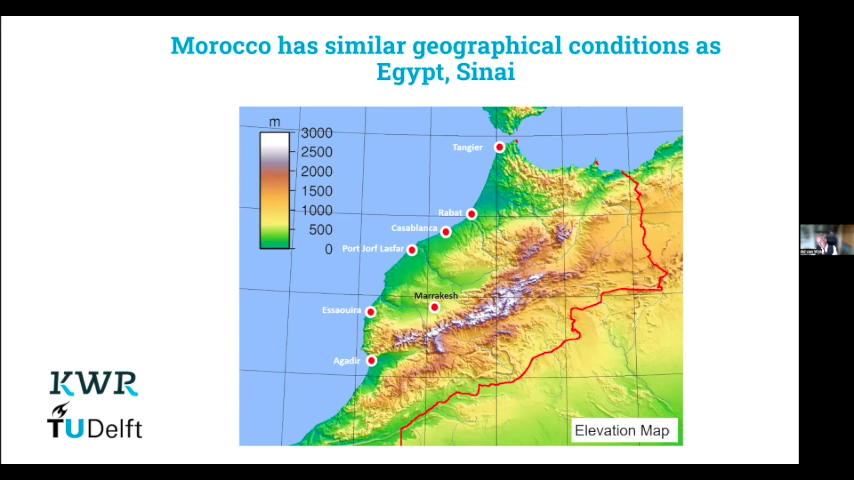 Morocco has similar geographical conditions as
Egypt, Sinai
m
3000
2500
2000
1500
1000
500
0
Tangier
Rabat
Casablanca
Port Jorf Lasfar
Marrakesh
Essaouira
Agadir
Elevation Map
KWR
TUDelft